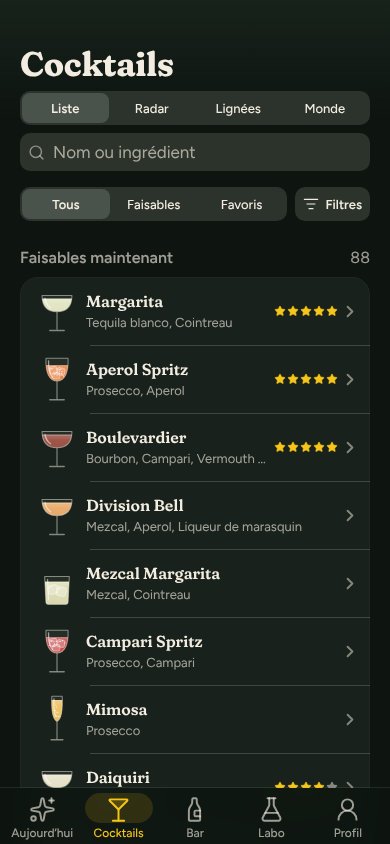 Cocktails
Liste
Radar
Lignées
Monde
Nom ou ingrédient
Tous
Faisables
Favoris
Filtres
Faisables maintenant
88
Margarita
Tequila blanco, Cointreau
Aperol Spritz
Prosecco, Aperol
Boulevardier
Bourbon, Campari, Vermouth ...
Division Bell
Mezcal, Aperol, Liqueur de marasquin
Mezcal Margarita
Mezcal, Cointreau
Campari Spritz
Prosecco, Campari
Mimosa
Prosecco
Daiquiri
Aujourd'hui
Cocktails
Bar
Labo
Profil